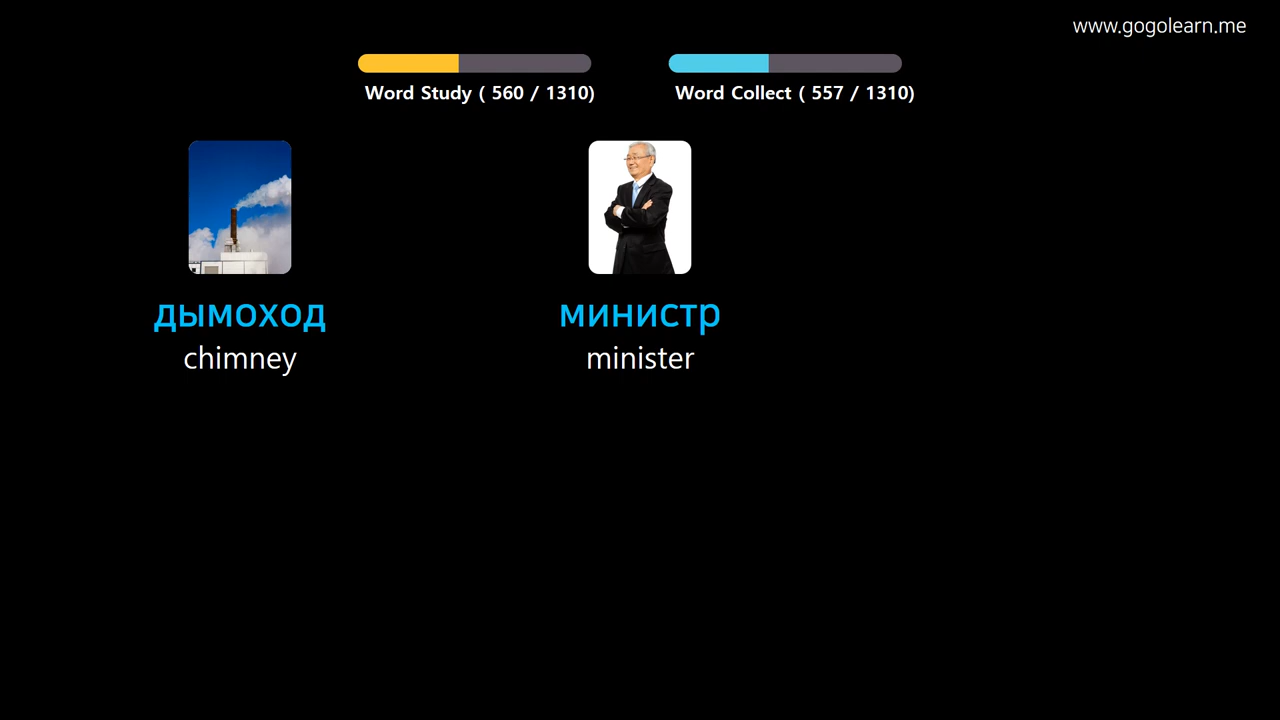 www.gogolearn.me
Word Study ( 560 / 1310)
Word Collect ( 557 / 1310)
дымоход
chimney
министр
minister